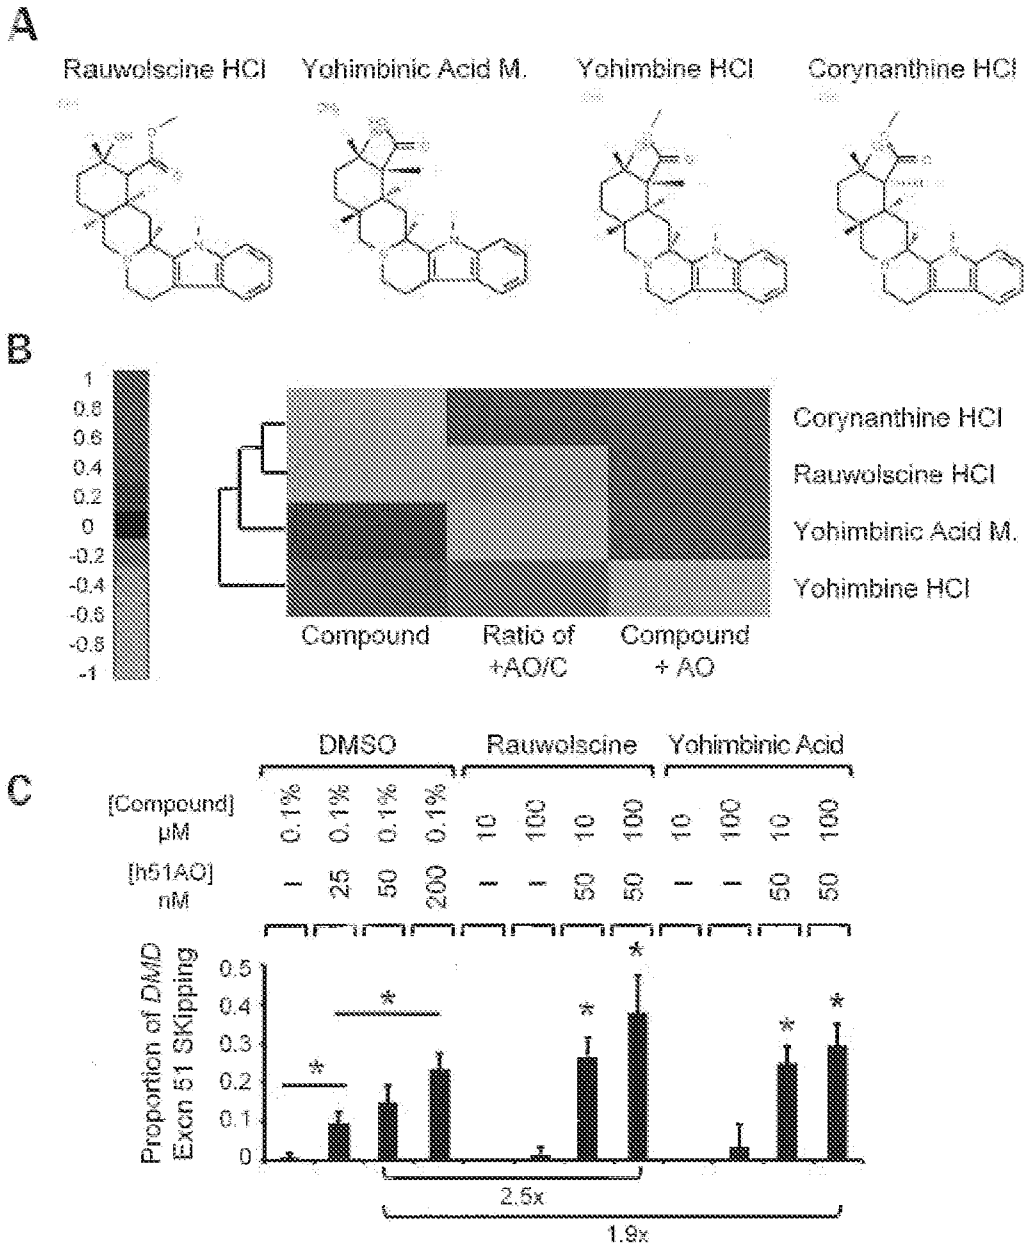 A
Rauwolscine HCl Yohimbinic Acid M. Yohimbine HCl Corynanthine HCl
B
1
0.8
0.6
0.4
0.2
0
-0.2
-0.4
-0.6
-0.8
-1
Corynanthine HCl
Rauwolscine HCl
Yohimbinic Acid M.
Yohimbine HCl
Compound Ratio of Compound
+AO/C + AO
C
DMSO Rauwolscine Yohimbinic Acid
[Compound] µM 0.1% 0.1% 0.1% 0.1% 10 100 10 100 10 100 10 100
[h51AO] nM – 25 50 200 – – 50 50 – – 50 50
Proportion of DMD
Exon 51 SKipping
0.5
0.4
0.3
0.2
0.1
0
* * * * * *
2.5x
1.9x